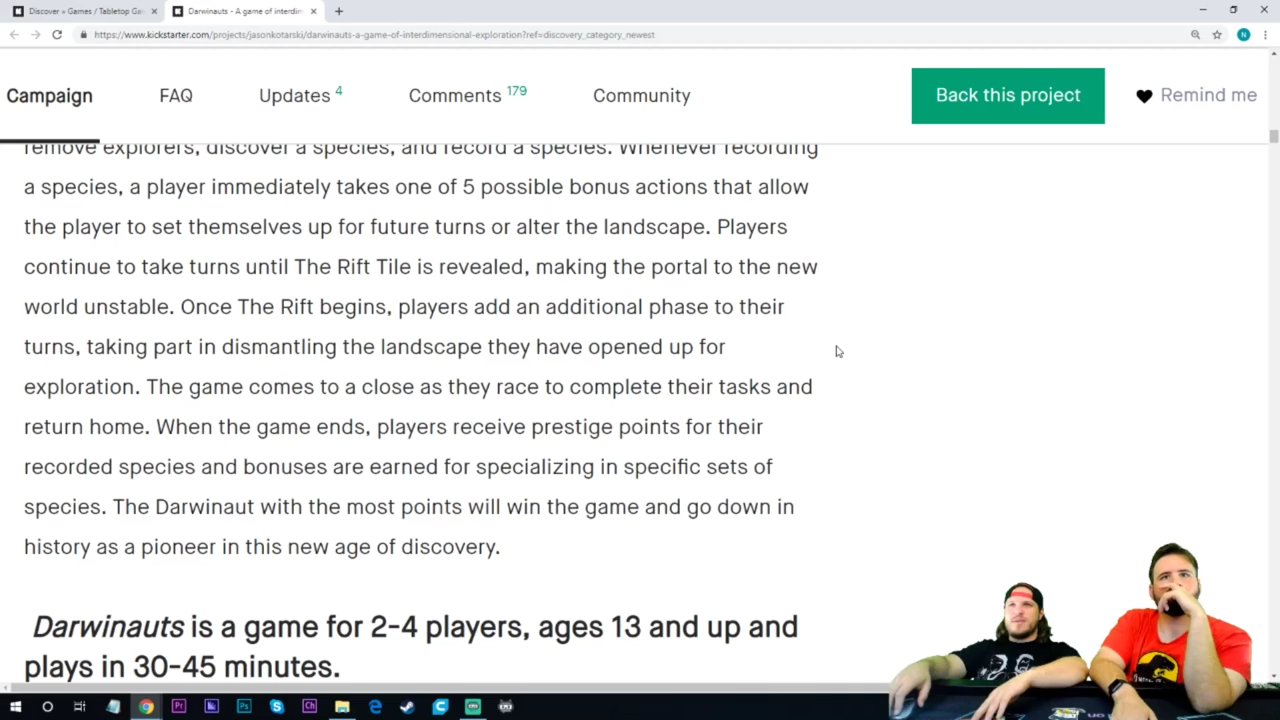 Discover » Games / Tabletop Gam
Darwinauts - A game of interdim
https://www.kickstarter.com/projects/jasonkotarski/darwinauts-a-game-of-interdimensional-exploration?ref=discovery_category_newest
N
Campaign FAQ Updates 4 Comments 179 Community Back this project Remind me
remove explorers, discover a species, and record a species. Whenever recording
a species, a player immediately takes one of 5 possible bonus actions that allow
the player to set themselves up for future turns or alter the landscape. Players
continue to take turns until The Rift Tile is revealed, making the portal to the new
world unstable. Once The Rift begins, players add an additional phase to their
turns, taking part in dismantling the landscape they have opened up for
exploration. The game comes to a close as they race to complete their tasks and
return home. When the game ends, players receive prestige points for their
recorded species and bonuses are earned for specializing in specific sets of
species. The Darwinaut with the most points will win the game and go down in
history as a pioneer in this new age of discovery.
Darwinauts is a game for 2-4 players, ages 13 and up and
plays in 30-45 minutes.
Pr Ps Ch